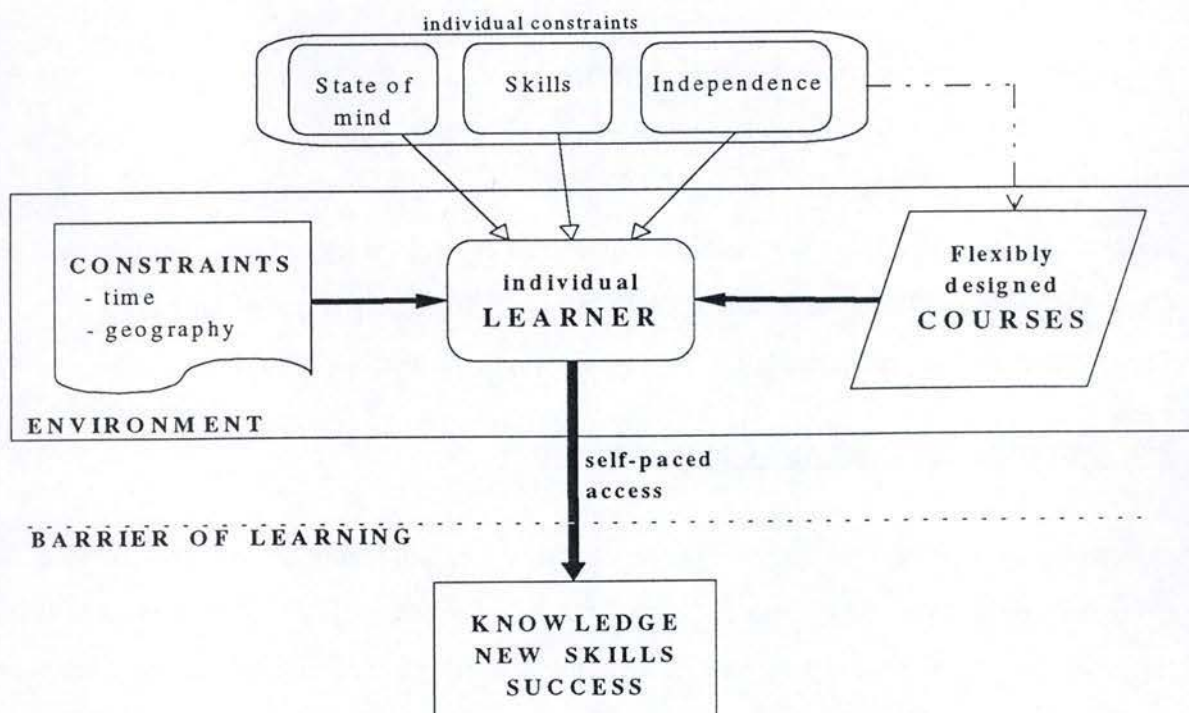 individual constraints
State of
mind
Skills
Independence
CONSTRAINTS
- time
- geography
individual
LEARNER
Flexibly
designed
COURSES
ENVIRONMENT
self-paced
access
BARRIER OF LEARNING
KNOWLEDGE
NEW SKILLS
SUCCESS